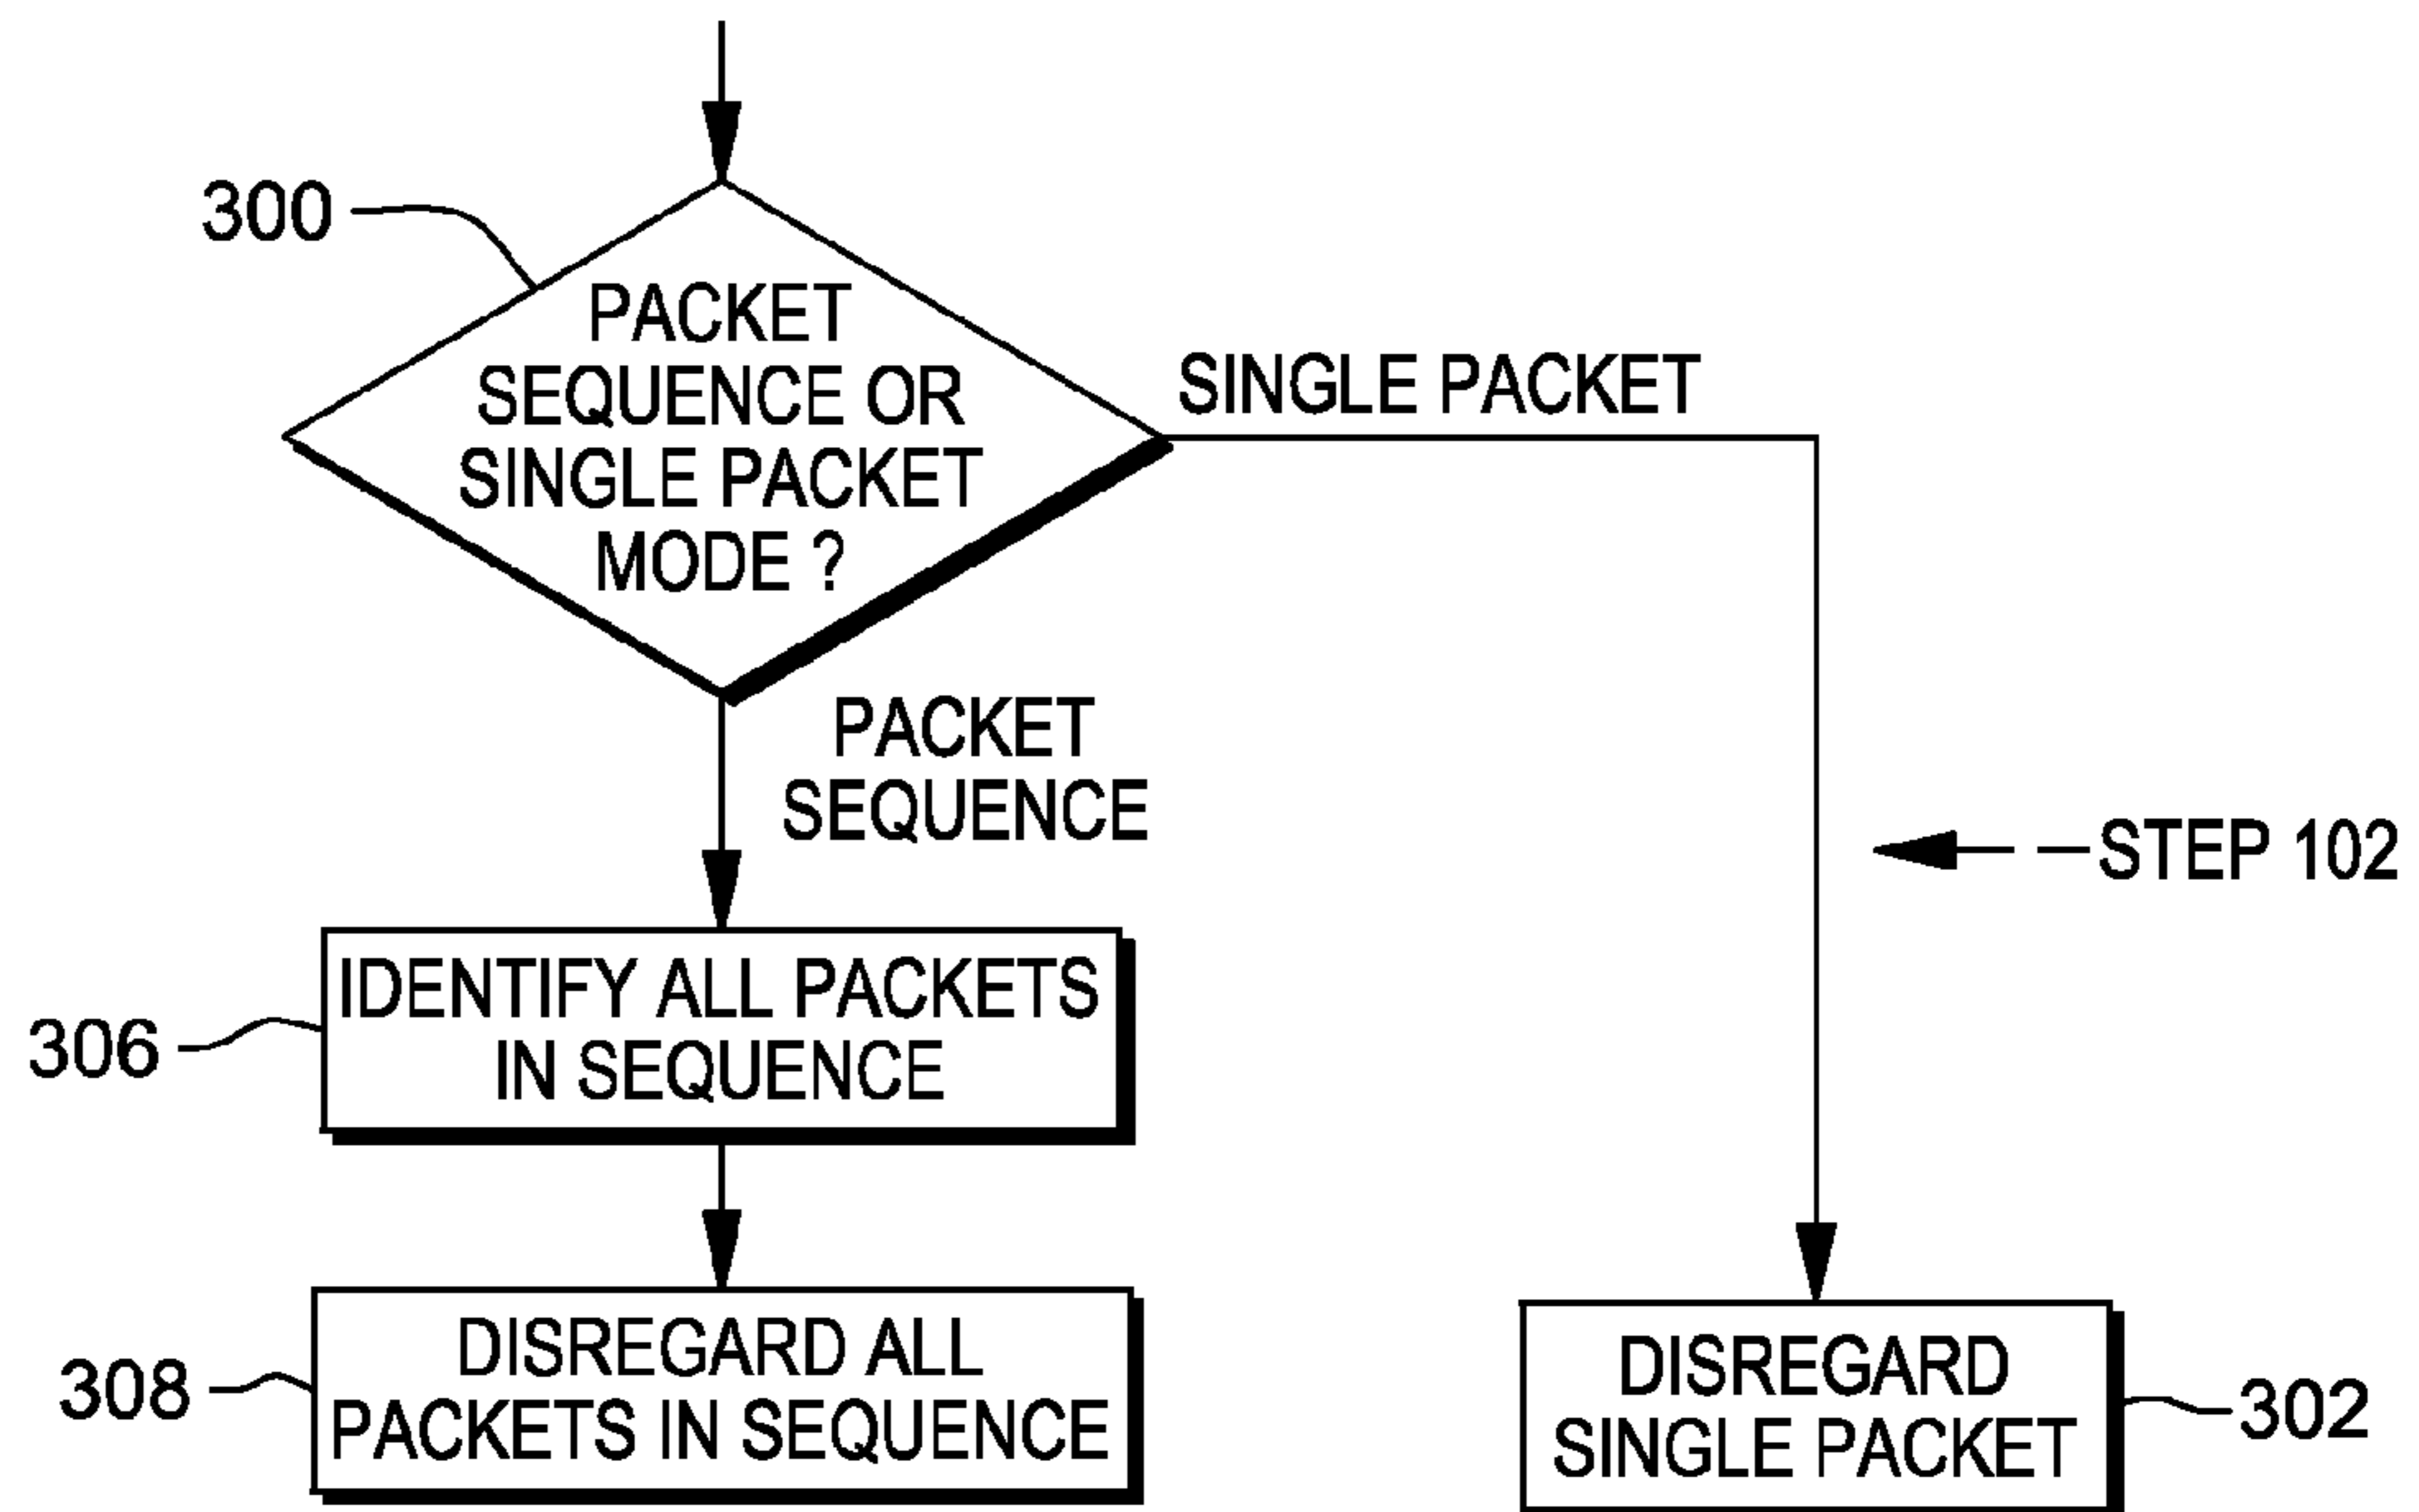 300
PACKET
SEQUENCE OR
SINGLE PACKET
MODE ?
SINGLE PACKET
PACKET
SEQUENCE
STEP 102
306
IDENTIFY ALL PACKETS
IN SEQUENCE
308
DISREGARD ALL
PACKETS IN SEQUENCE
DISREGARD
SINGLE PACKET
302